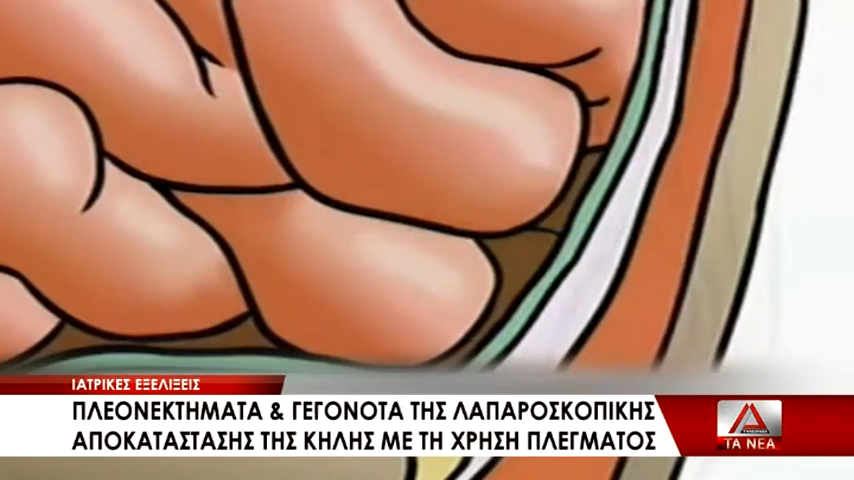 ΙΑΤΡΙΚΕΣ ΕΞΕΛΙΞΕΙΣ
ΠΛΕΟΝΕΚΤΗΜΑΤΑ & ΓΕΓΟΝΟΤΑ ΤΗΣ ΛΑΠΑΡΟΣΚΟΠΙΚΗΣ
ΑΠΟΚΑΤΑΣΤΑΣΗΣ ΤΗΣ ΚΗΛΗΣ ΜΕ ΤΗ ΧΡΗΣΗ ΠΛΕΓΜΑΤΟΣ
ΤΑ ΝΕΑ